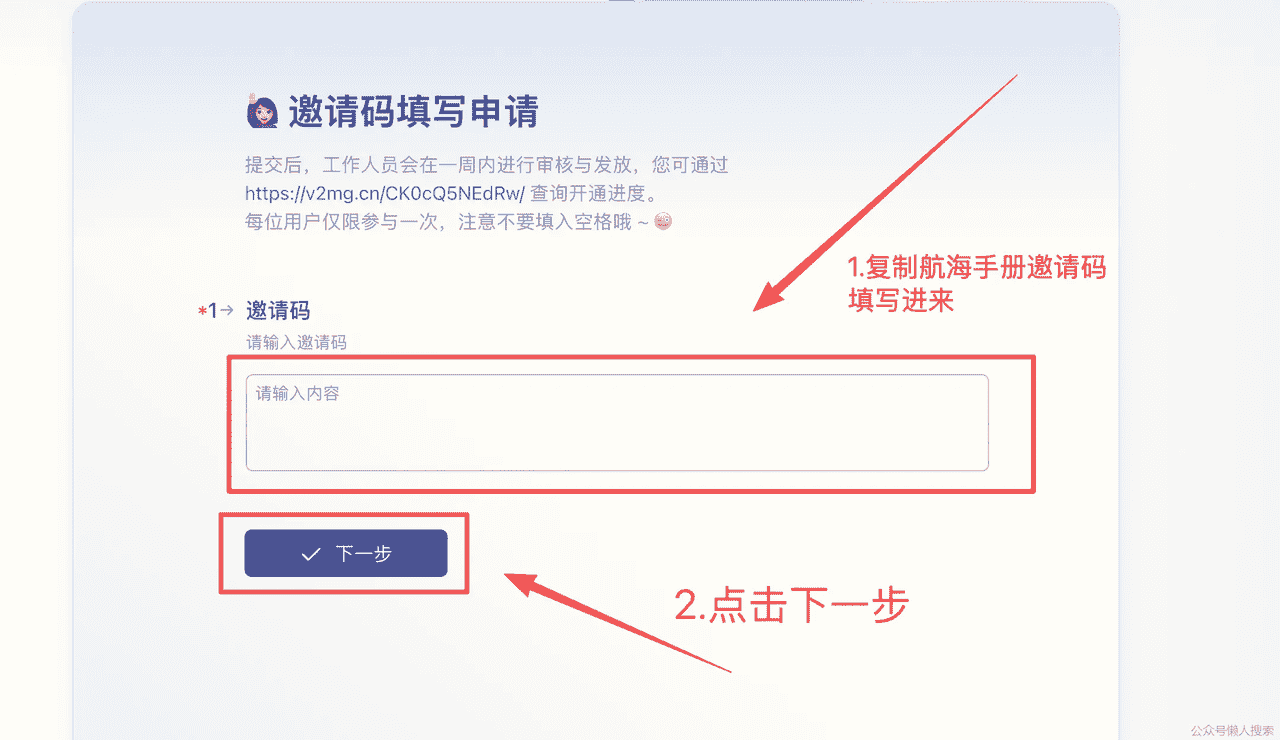 邀请码填写申请
提交后，工作人员会在一周内进行审核与发放，您可通过
https://v2mg.cn/CK0cQ5NEdRw/ 查询开通进度。
每位用户仅限参与一次，注意不要填入空格哦 ~
1.复制航海手册邀请码
填写进来
*1→ 邀请码
请输入邀请码
请输入内容
下一步
2.点击下一步
公众号懒人搜索